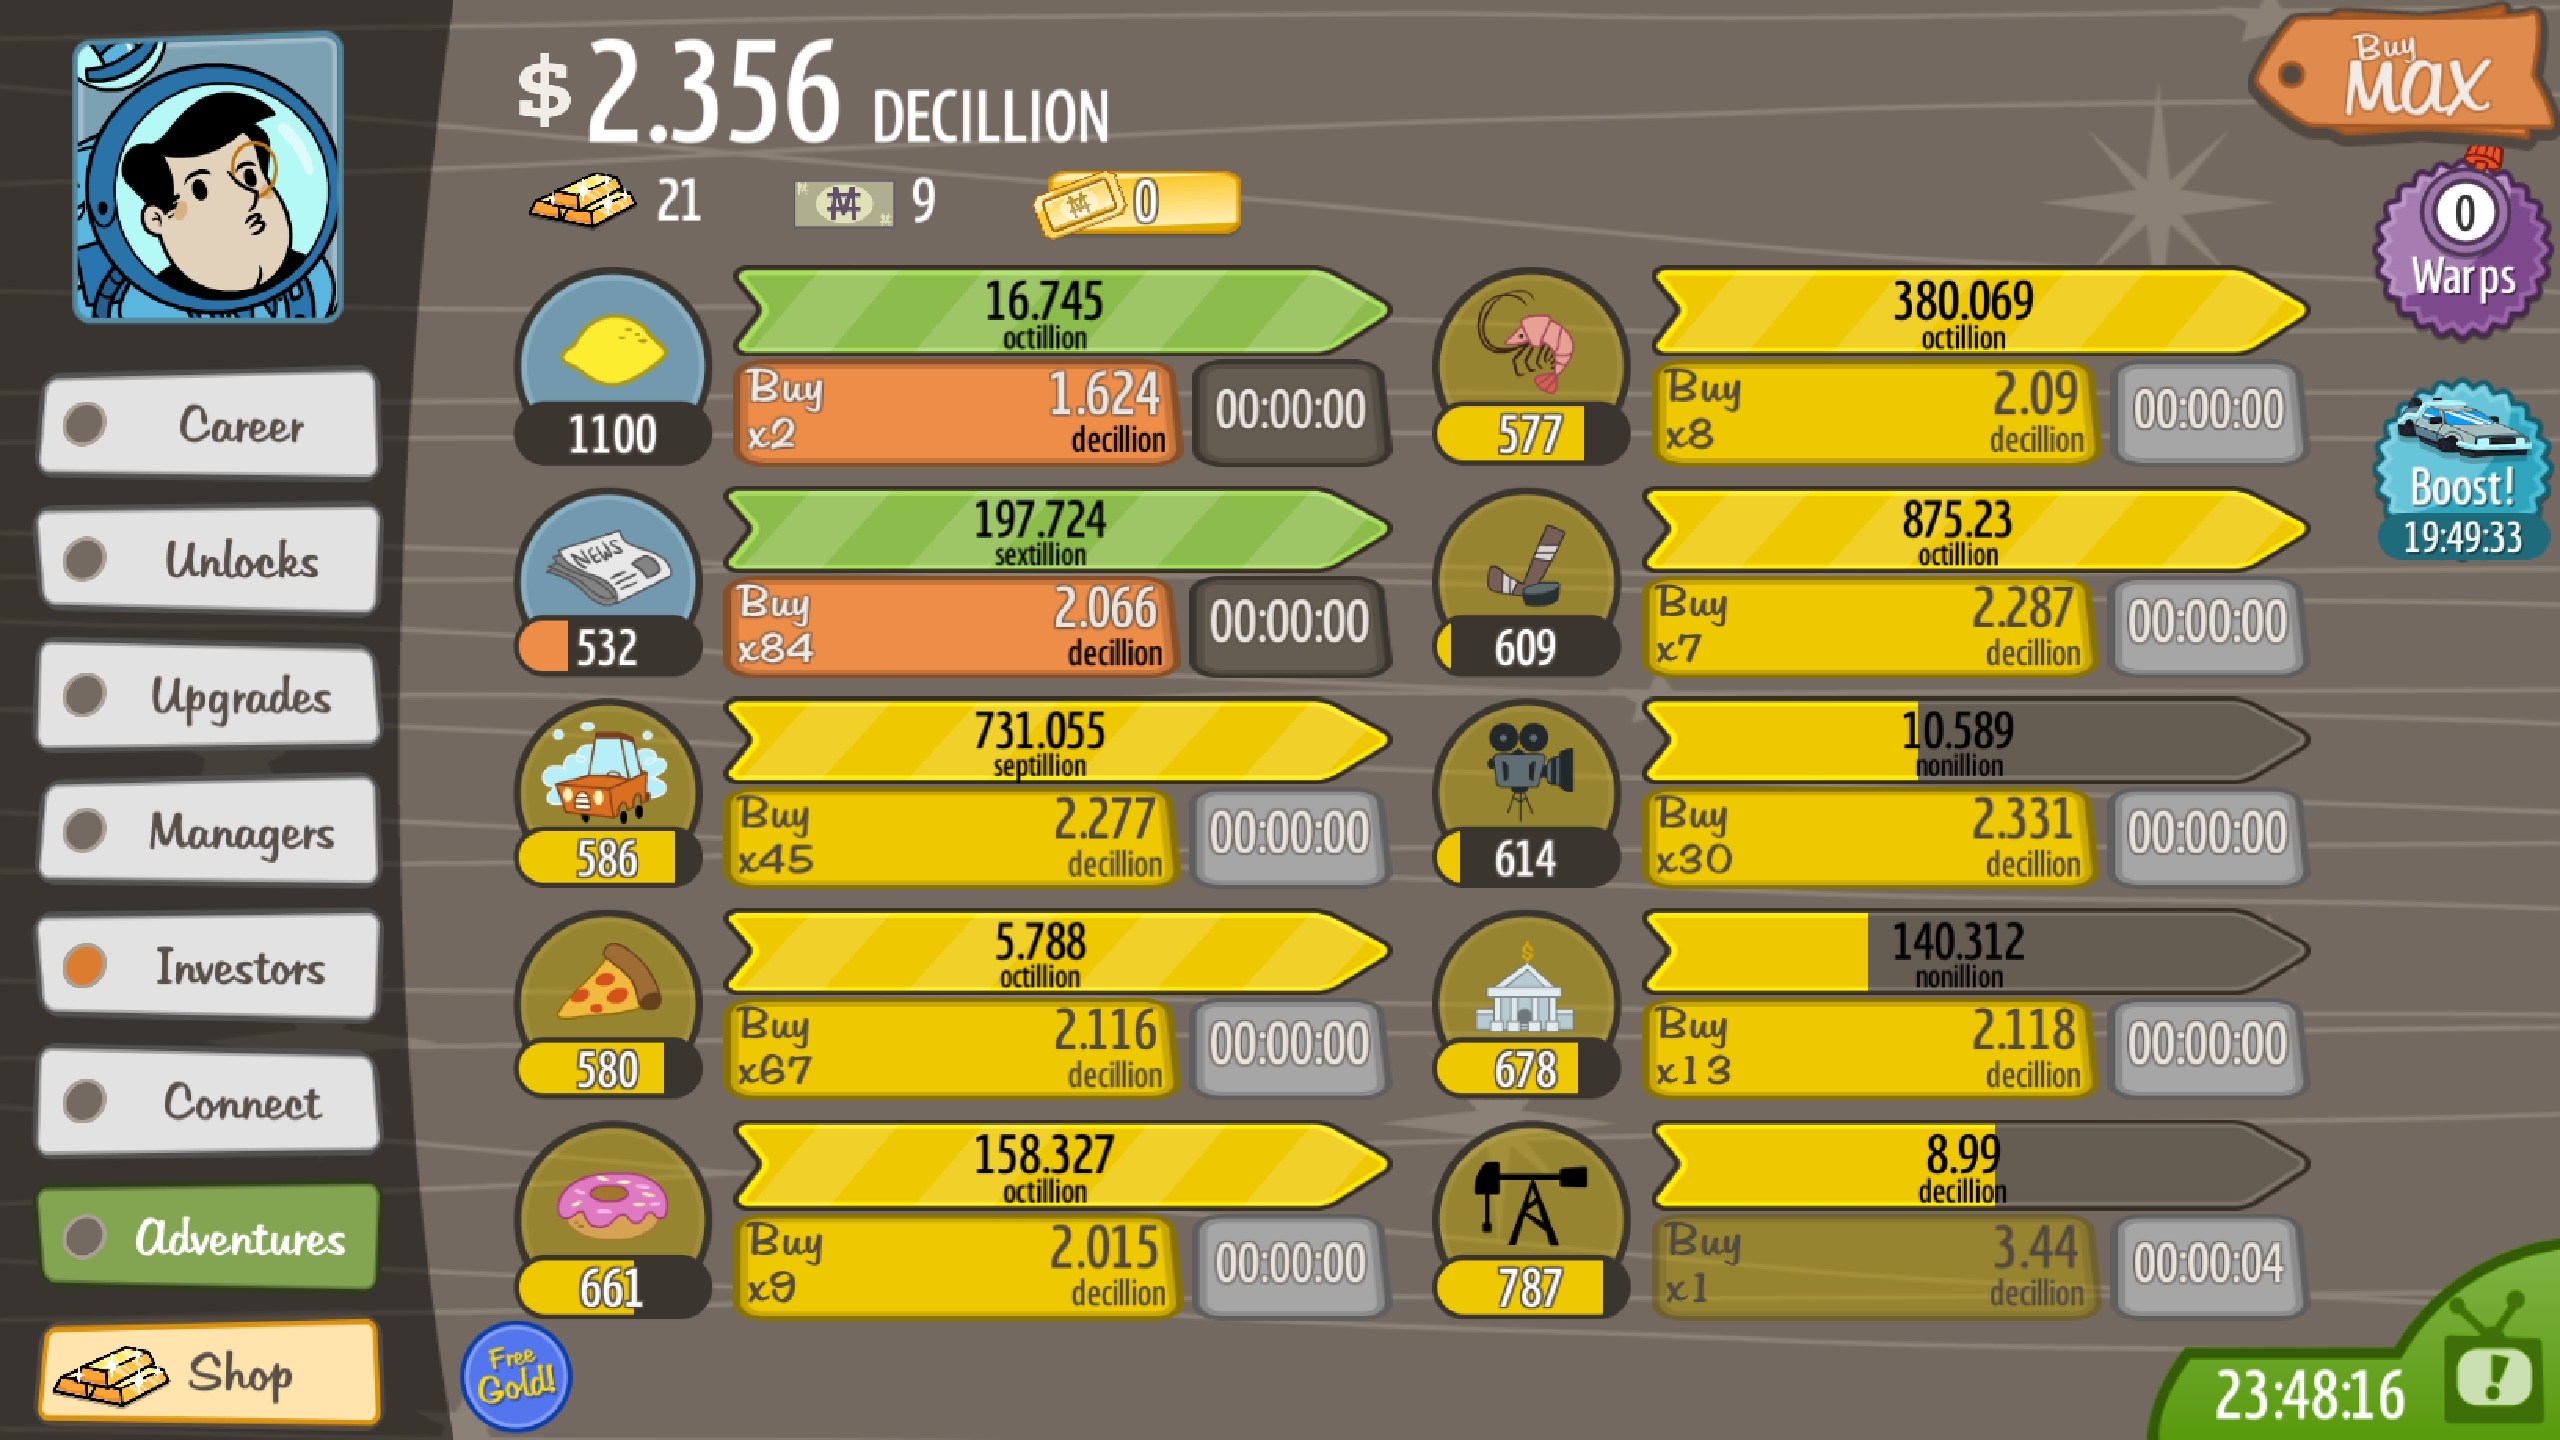 $2.356 DECILLION
21
9
0
Buy
MAX
0
Warps
Boost!
19:49:33
Career
Unlocks
Upgrades
Managers
Investors
Connect
Adventures
Shop
16.745
octillion
Buy
x2
1.624
decillion
00:00:00
1100
NEWS
197.724
sextillion
Buy
x84
2.066
decillion
00:00:00
532
731.055
septillion
Buy
x45
2.277
decillion
00:00:00
586
5.788
octillion
Buy
x67
2.116
decillion
00:00:00
580
158.327
octillion
Buy
x9
2.015
decillion
00:00:00
661
380.069
octillion
Buy
x8
2.09
decillion
00:00:00
577
875.23
octillion
Buy
x7
2.287
decillion
00:00:00
609
10.589
nonillion
Buy
x30
2.331
decillion
00:00:00
614
140.312
nonillion
Buy
x13
2.118
decillion
00:00:00
678
8.99
decillion
Buy
x1
3.44
decillion
00:00:04
787
Free
Gold!
23:48:16
!